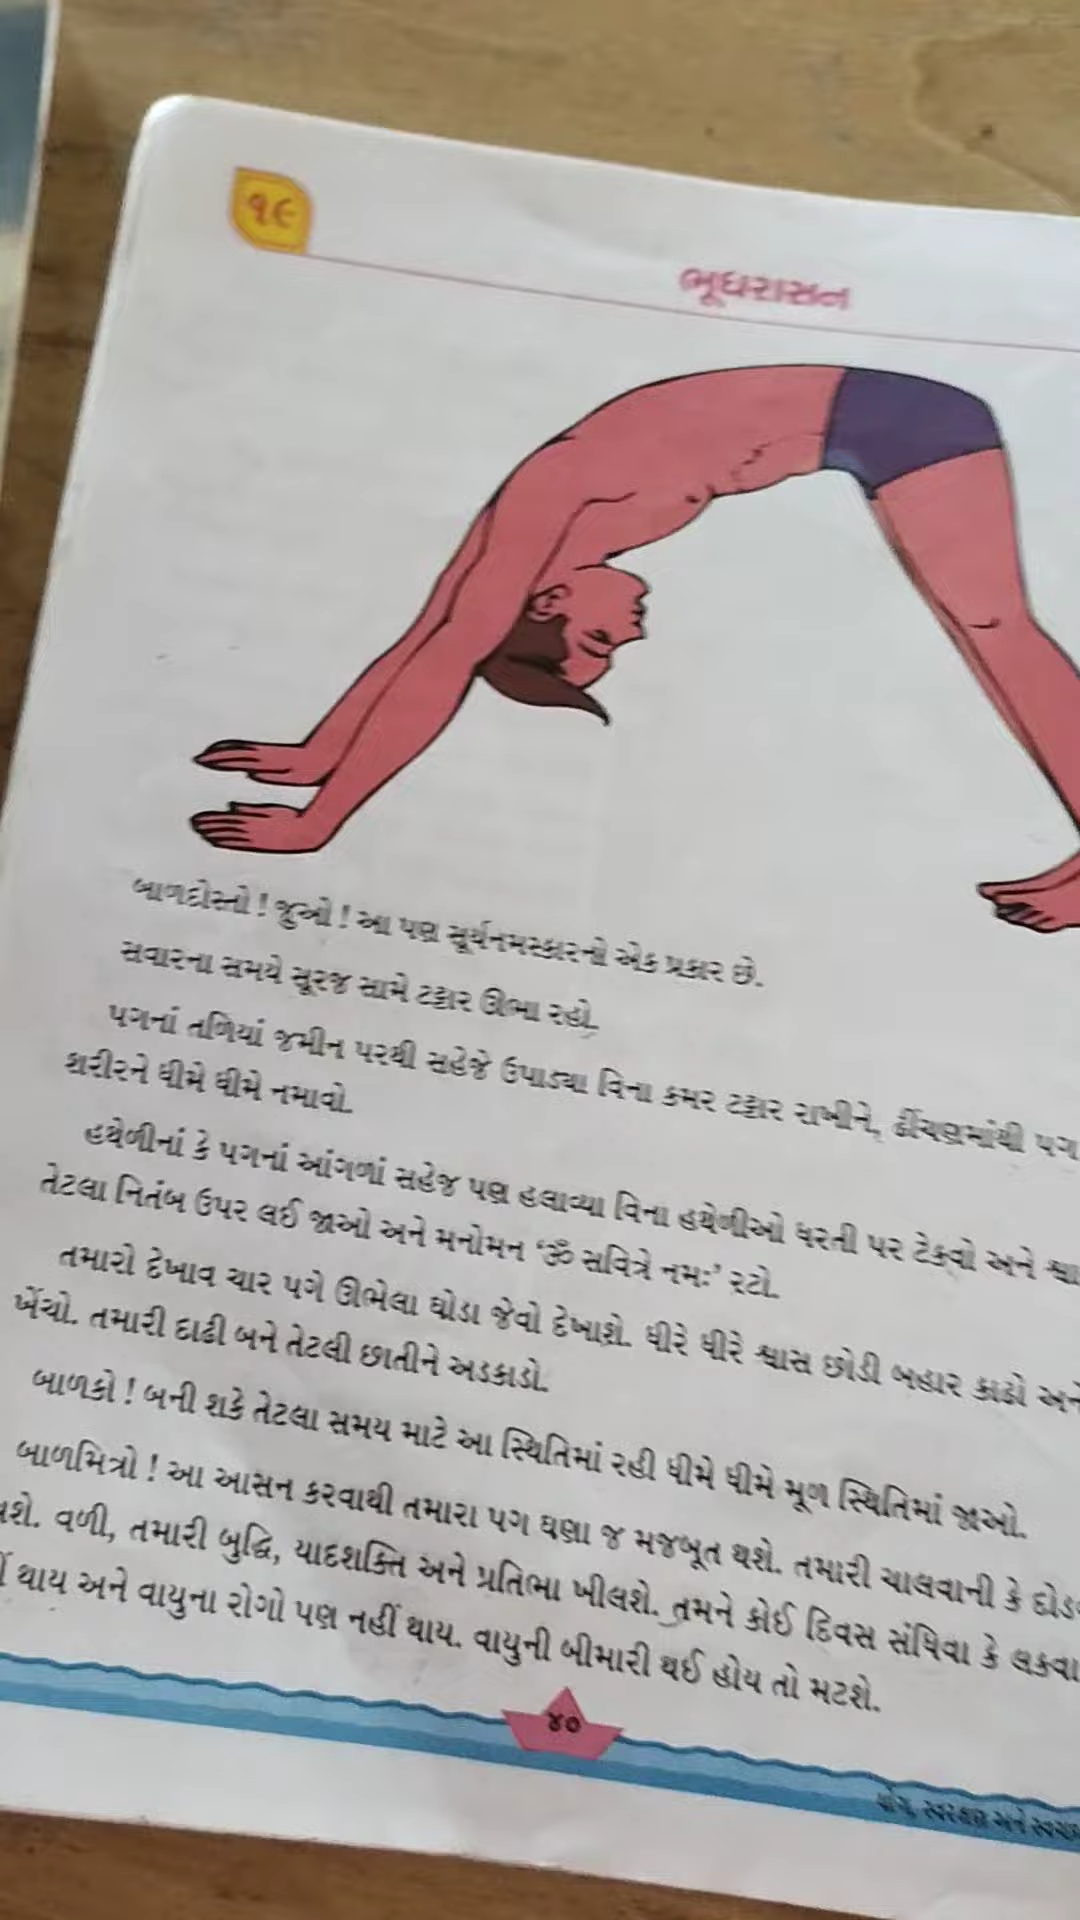 ૧૯
ભૂધરાસન
બાળદોસ્તો ! જુઓ ! આ પણ સૂર્યનમસ્કારનો એક પ્રકાર છે.
સવારના સમયે સૂરજ સામે ટટ્ટાર ઊભા રહો.
પગનાં તળિયાં જમીન પરથી સહેજે ઉપાડ્યા વિના કમર ટટ્ટાર રાખીને, ઢીંચણમાંથી પગ
શરીરને ધીમે ધીમે નમાવો.
હથેળીનાં કે પગનાં આંગળાં સહેજ પણ હલાવ્યા વિના હથેળીઓ ધરતી પર ટેકવો અને
તેટલા નિતંબ ઉપર લઈ જાઓ અને મનોમન ‘ૐ સવિત્રે નમઃ’ રટો.
તમારો દેખાવ ચાર પગે ઊભેલા ઘોડા જેવો દેખાશે. ધીરે ધીરે શ્વાસ છોડી બહાર કાઢો અને
ખેંચો. તમારી દાઢી બને તેટલી છાતીને અડકાડો.
બાળકો ! બની શકે તેટલા સમય માટે આ સ્થિતિમાં રહી ધીમે ધીમે મૂળ સ્થિતિમાં જાઓ.
બાળમિત્રો ! આ આસન કરવાથી તમારા પગ ઘણા જ મજબૂત થશે. તમારી ચાલવાની કે
વળી, તમારી બુદ્ધિ, યાદશક્તિ અને પ્રતિભા ખીલશે. તમને કોઈ દિવસ સંધિવા કે લકવા
થાય અને વાયુના રોગો પણ નહીં થાય. વાયુની બીમારી થઈ હોય તો મટશે.
૪૦